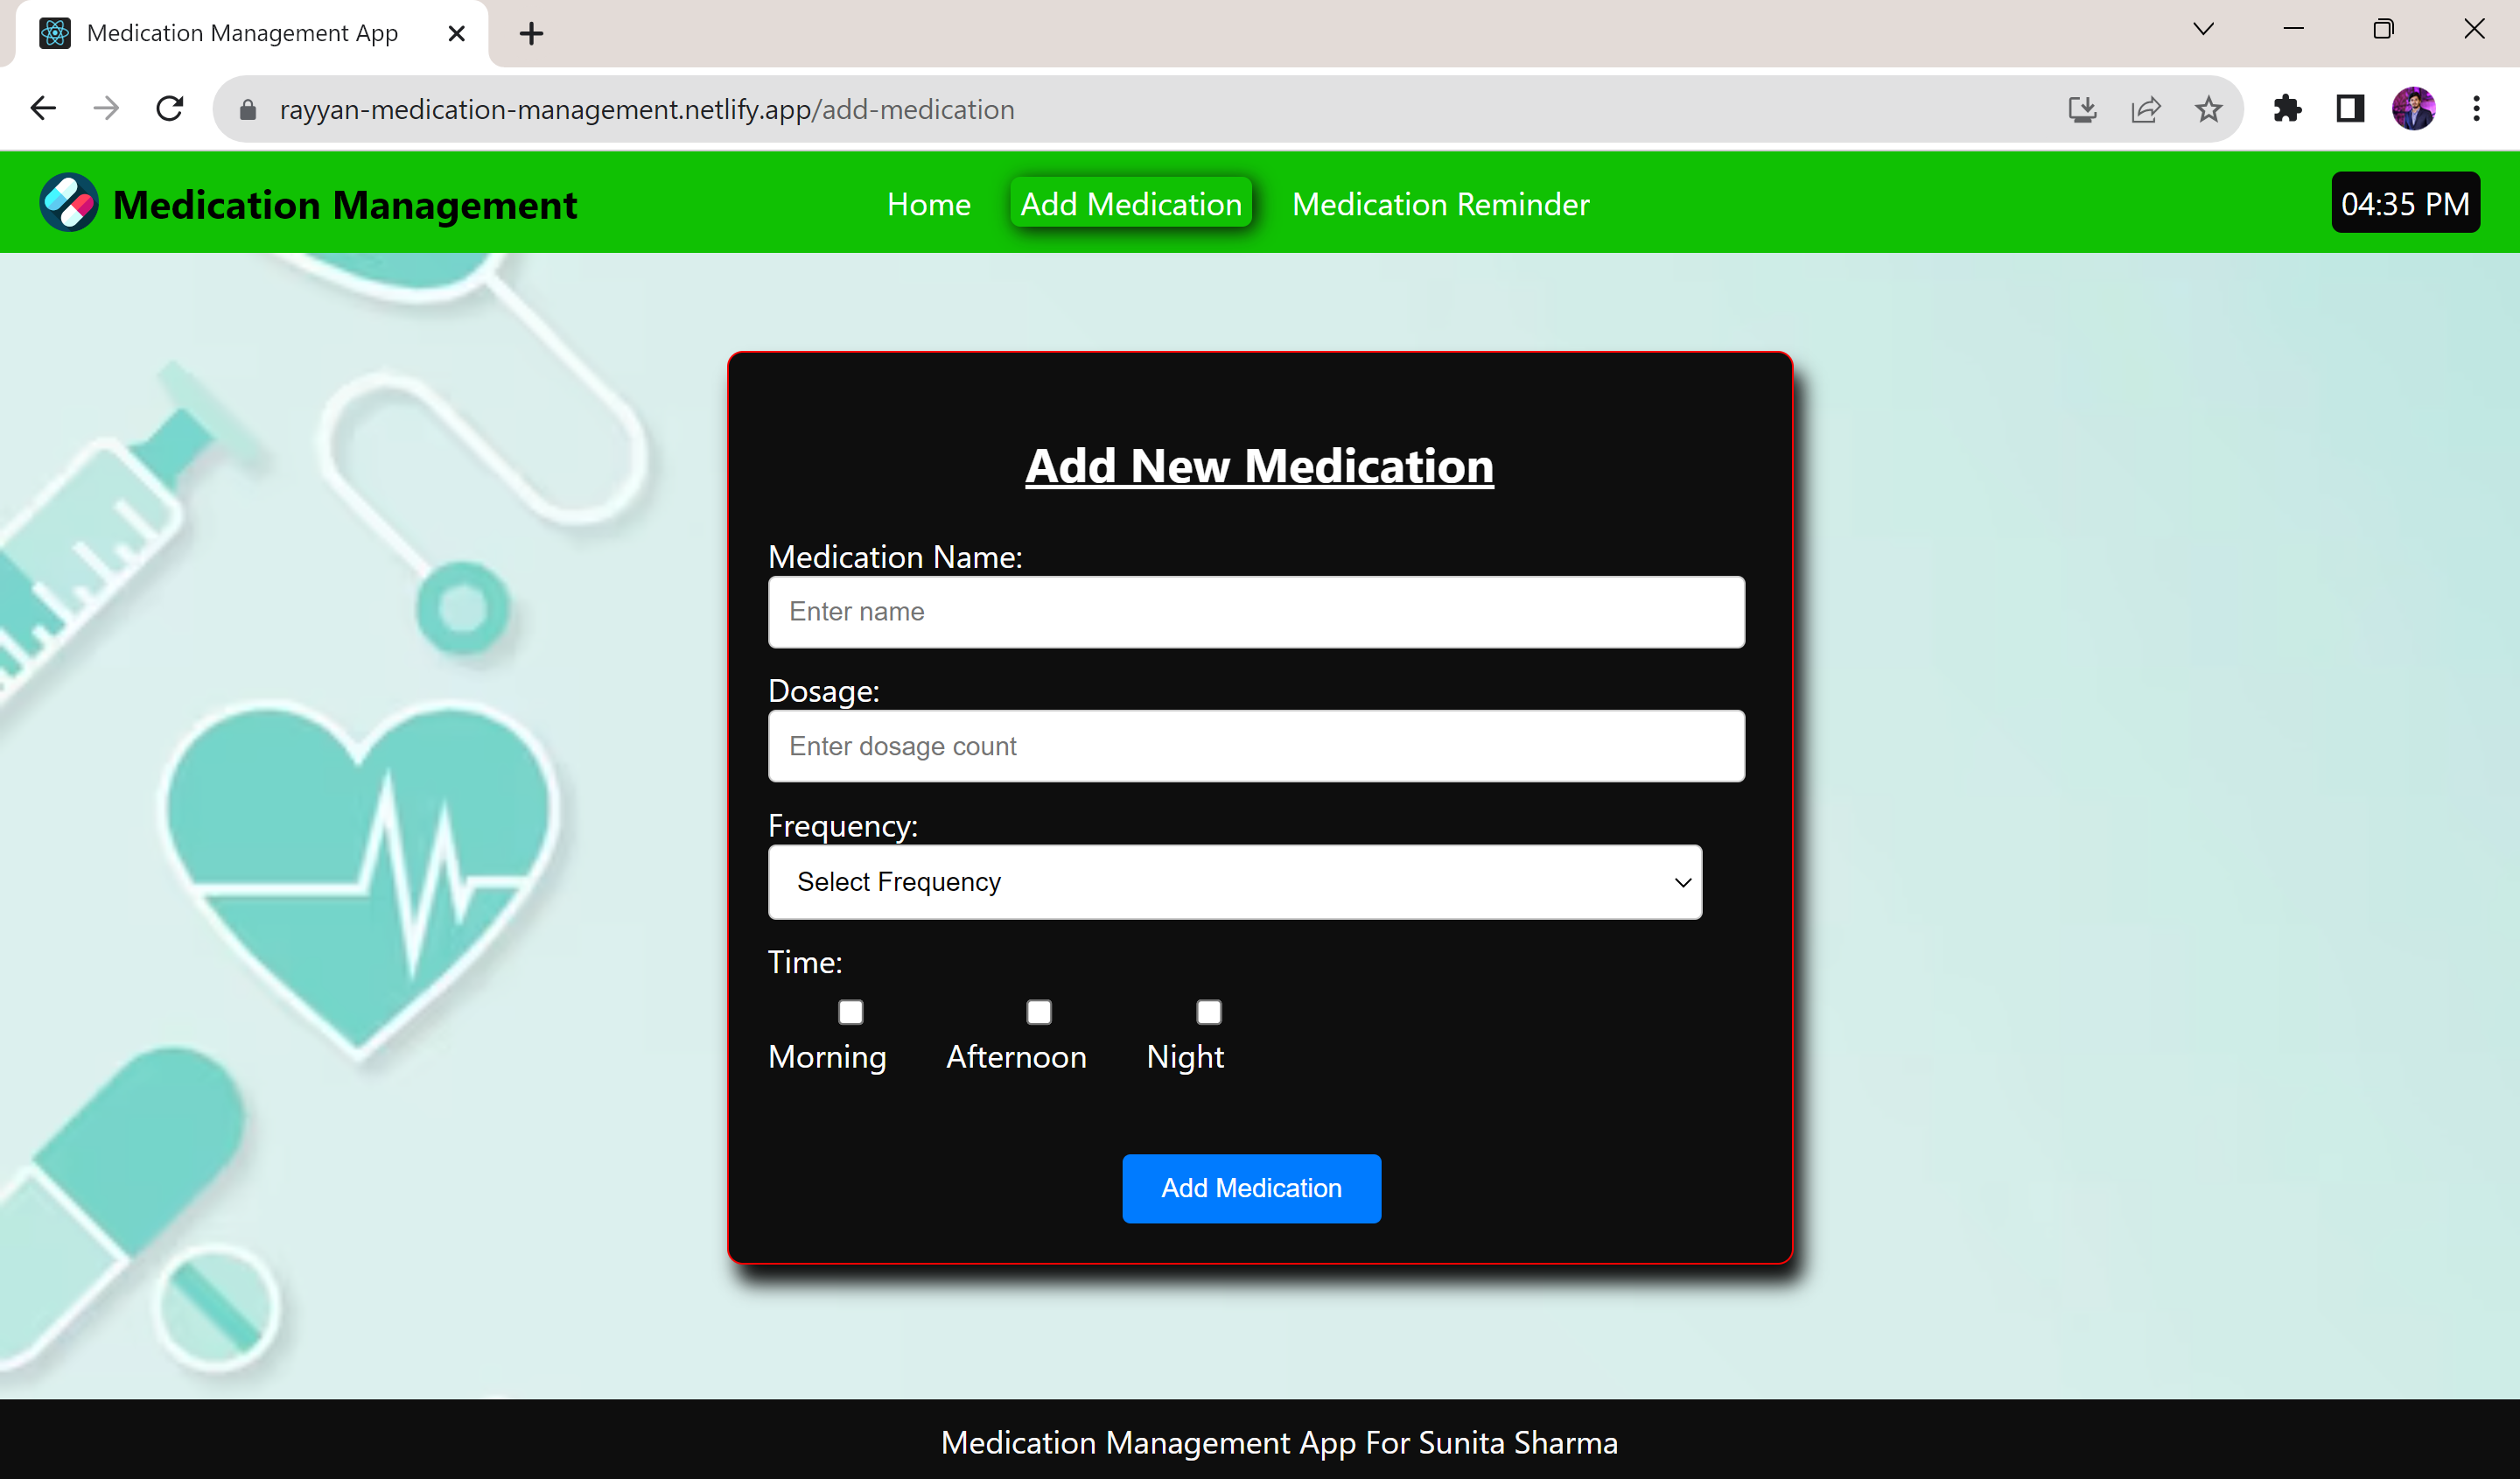 Medication Management App
rayyan-medication-management.netlify.app/add-medication
Medication Management
Home
Add Medication
Medication Reminder
04:35 PM
Add New Medication
Medication Name:
Enter name
Dosage:
Enter dosage count
Frequency:
Select Frequency
Time:
Morning
Afternoon
Night
Add Medication
Medication Management App For Sunita Sharma